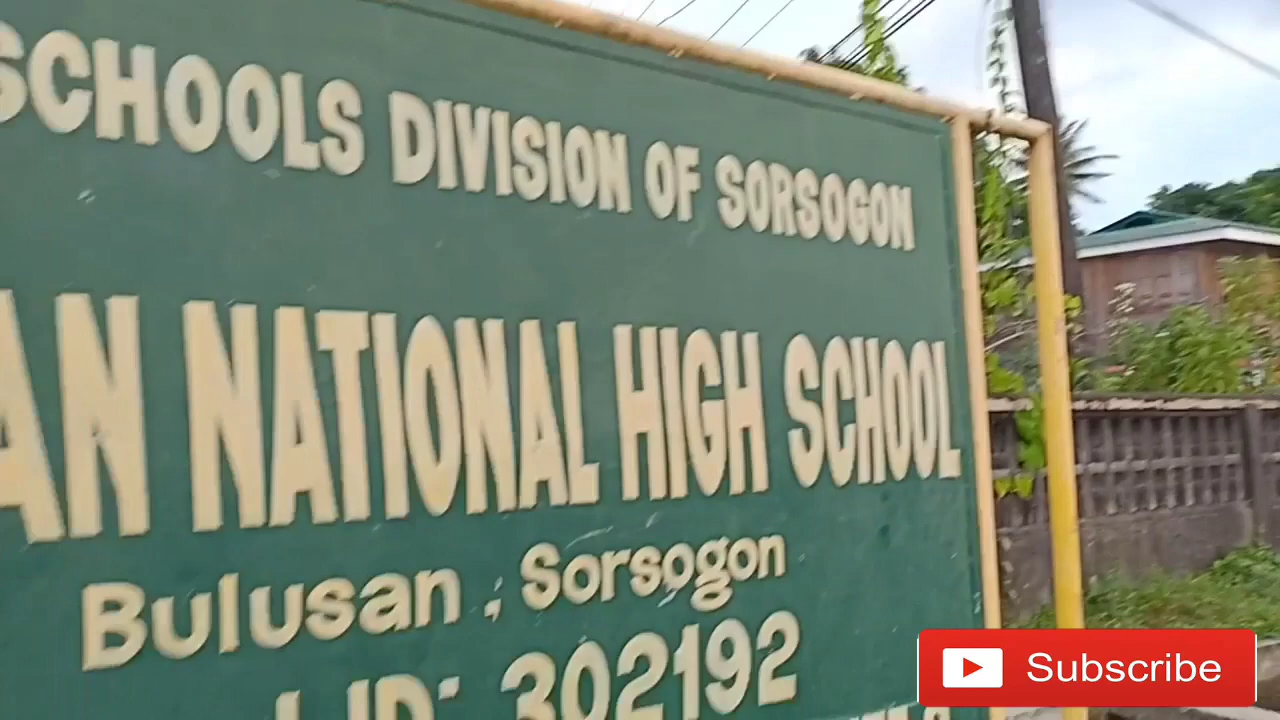 SCHOOLS DIVISION OF SORSOGON
AN NATIONAL HIGH SCHOOL
Bulusan , Sorsogon
I.D: 302192
Subscribe